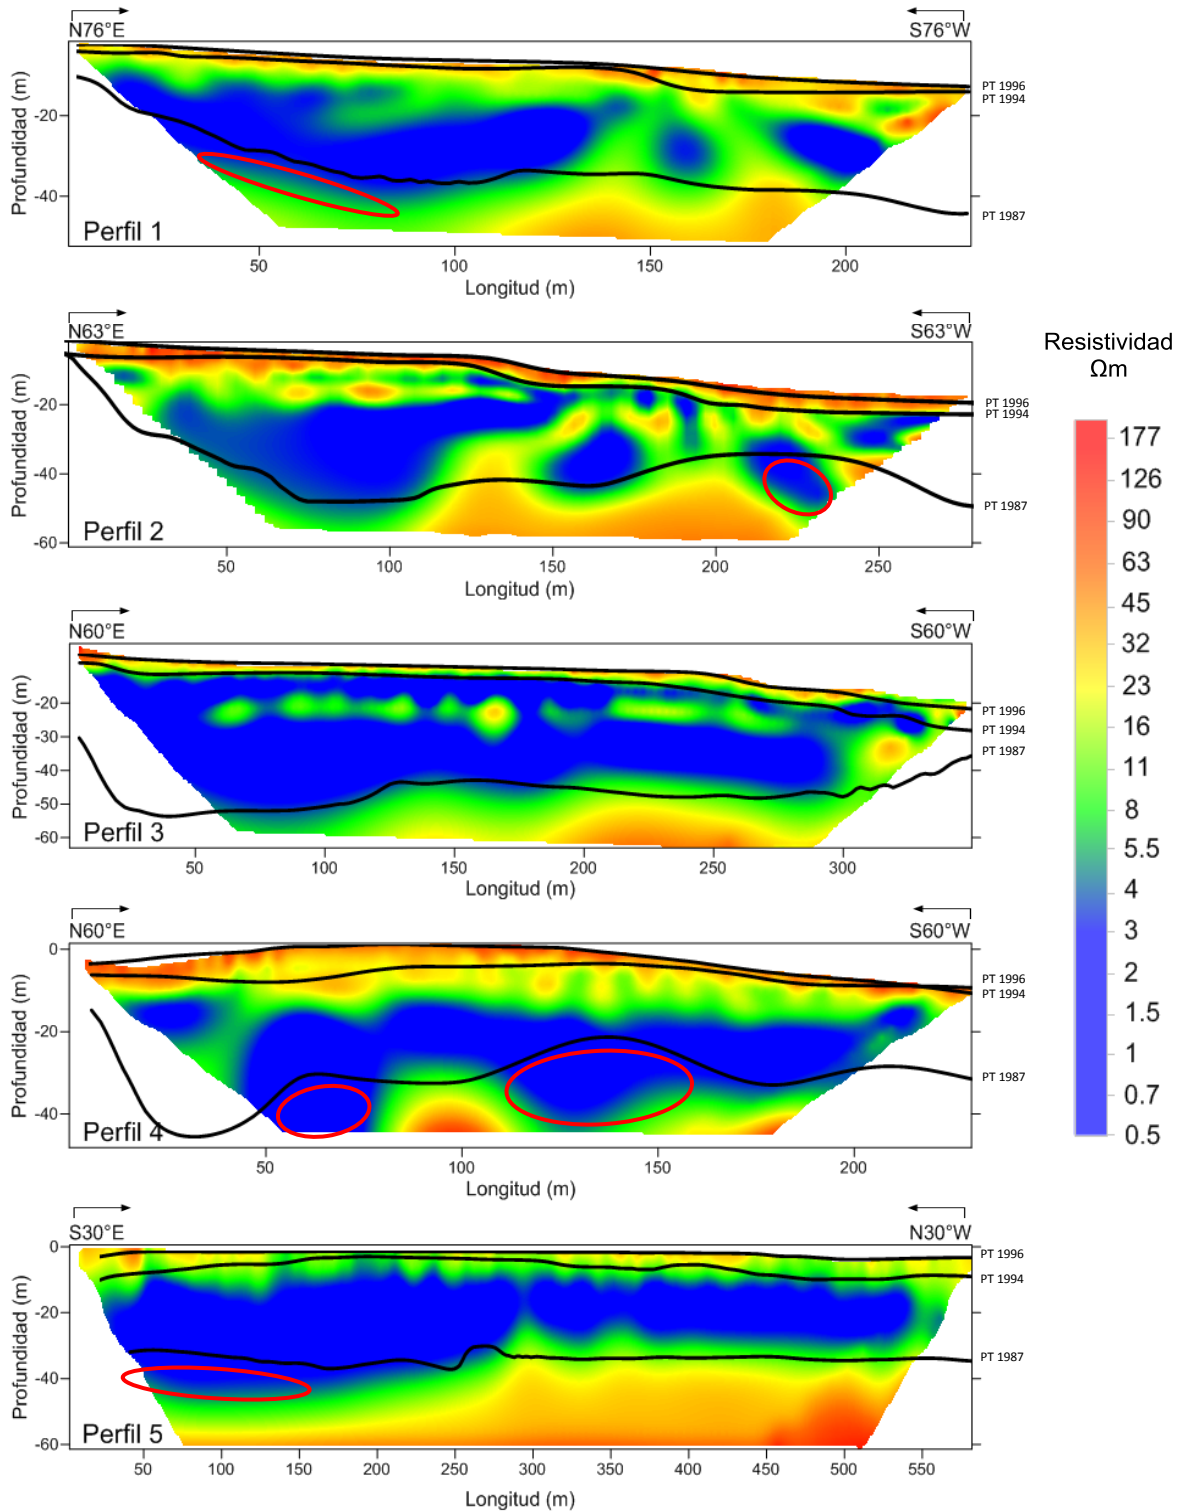 N76°E S76°W
PT 1996
PT 1994
-20
-40
PT 1987
Profundidad (m)
Perfil 1
50 100 150 200
Longitud (m)
N63°E S63°W
-20
PT 1996
PT 1994
-40
PT 1987
-60
Profundidad (m)
Perfil 2
50 100 150 200 250
Longitud (m)
N60°E S60°W
-20
PT 1996
-30
PT 1994
PT 1987
-40
-50
-60
Profundidad (m)
Perfil 3
50 100 150 200 250 300
Longitud (m)
N60°E S60°W
0
PT 1996
PT 1994
-20
PT 1987
-40
Profundidad (m)
Perfil 4
50 100 150 200
Longitud (m)
S30°E N30°W
0
PT 1996
PT 1994
-20
PT 1987
-40
-60
Profundidad (m)
Perfil 5
50 100 150 200 250 300 350 400 450 500 550
Longitud (m)
Resistividad
Ωm
177
126
90
63
45
32
23
16
11
8
5.5
4
3
2
1.5
1
0.7
0.5